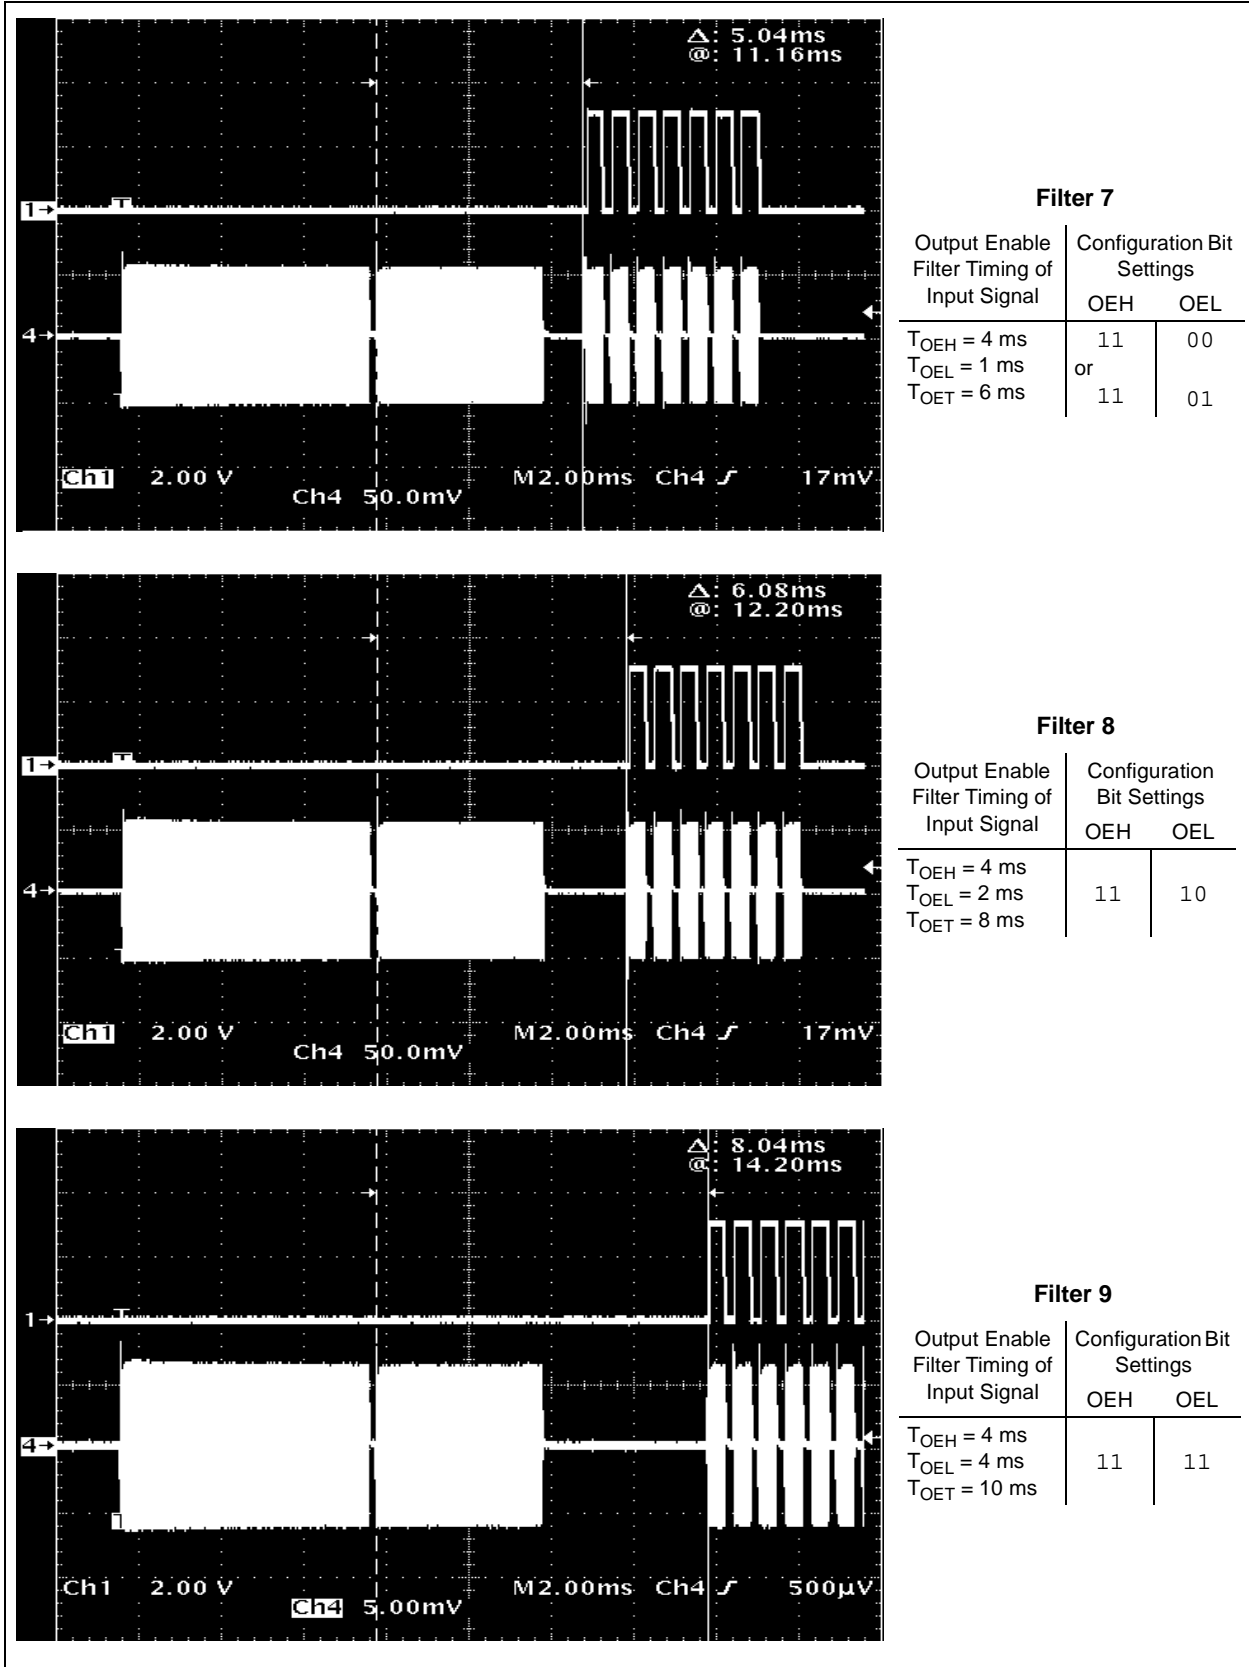 Δ: 5.04ms
@: 11.16ms
1→
T
4→
Ch1 2.00 V
Ch4 50.0mV
M2.00ms Ch4 17mV
Filter 7
Output Enable Filter Timing of Input Signal
Configuration Bit Settings
OEH OEL
TOEH = 4 ms 11 00
TOEL = 1 ms or
TOET = 6 ms 11 01
Δ: 6.08ms
@: 12.20ms
1→
T
4→
Ch1 2.00 V
Ch4 50.0mV
M2.00ms Ch4 17mV
Filter 8
Output Enable Filter Timing of Input Signal
Configuration Bit Settings
OEH OEL
TOEH = 4 ms
TOEL = 2 ms 11 10
TOET = 8 ms
Δ: 8.04ms
@: 14.20ms
T
1→
4→
T
Ch1 2.00 V
Ch4 5.00mV
M2.00ms Ch4 500µV
Filter 9
Output Enable Filter Timing of Input Signal
Configuration Bit Settings
OEH OEL
TOEH = 4 ms
TOEL = 4 ms 11 11
TOET = 10 ms